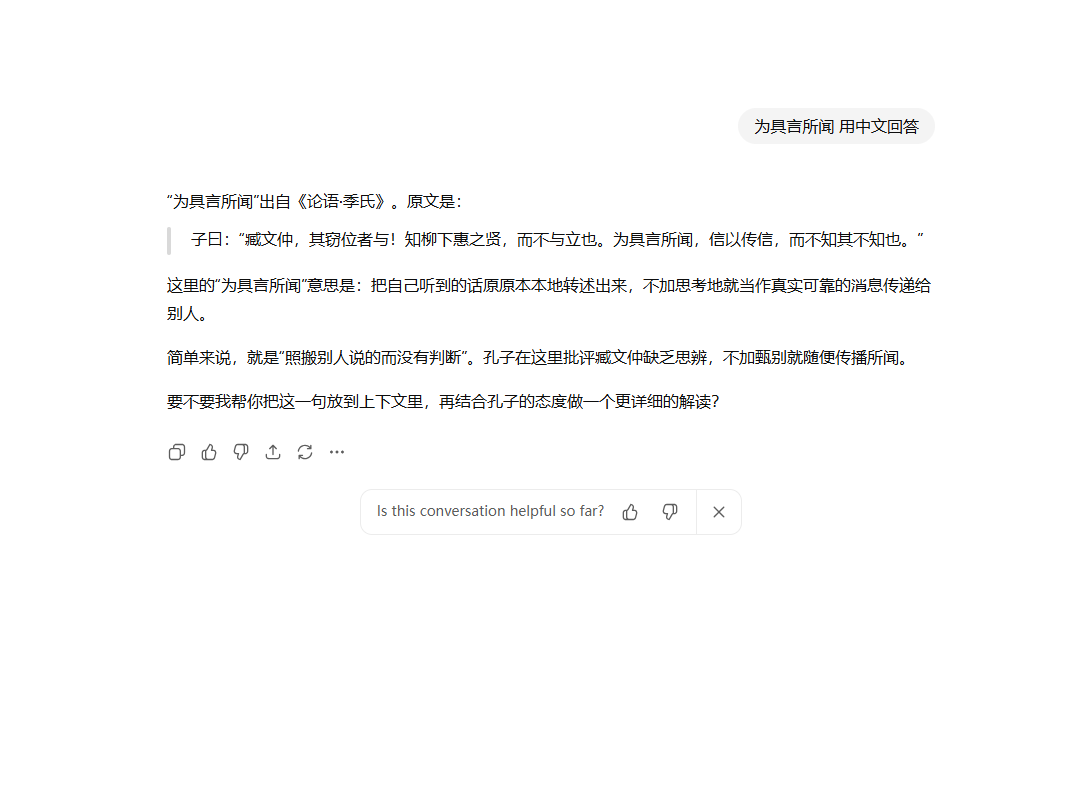 为具言所闻 用中文回答
“为具言所闻”出自《论语·季氏》。原文是：
子曰：“臧文仲，其窃位者与！知柳下惠之贤，而不与立也。为具言所闻，信以传信，而不知其不知也。”
这里的“为具言所闻”意思是：把自己听到的话原原本本地转述出来，不加思考地就当作真实可靠的消息传递给
别人。
简单来说，就是“照搬别人说的而没有判断”。孔子在这里批评臧文仲缺乏思辨，不加甄别就随便传播所闻。
要不要我帮你把这一句放到上下文里，再结合孔子的态度做一个更详细的解读？
Is this conversation helpful so far?